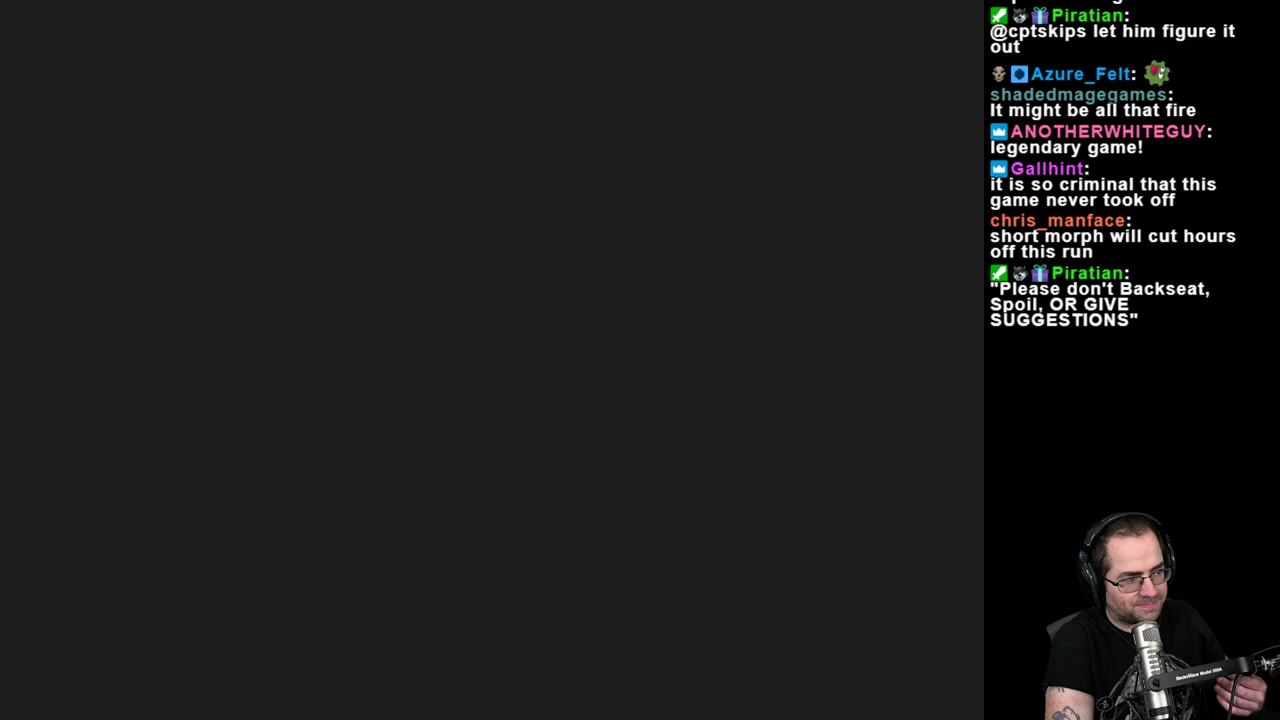 Piratian:
@cptskips let him figure it
out
Azure_Felt:
shadedmagegames:
It might be all that fire
ANOTHERWHITEGUY:
legendary game!
Gallhint:
it is so criminal that this
game never took off
chris_manface:
short morph will cut hours
off this run
Piratian:
"Please don't Backseat,
Spoil, OR GIVE
SUGGESTIONS"